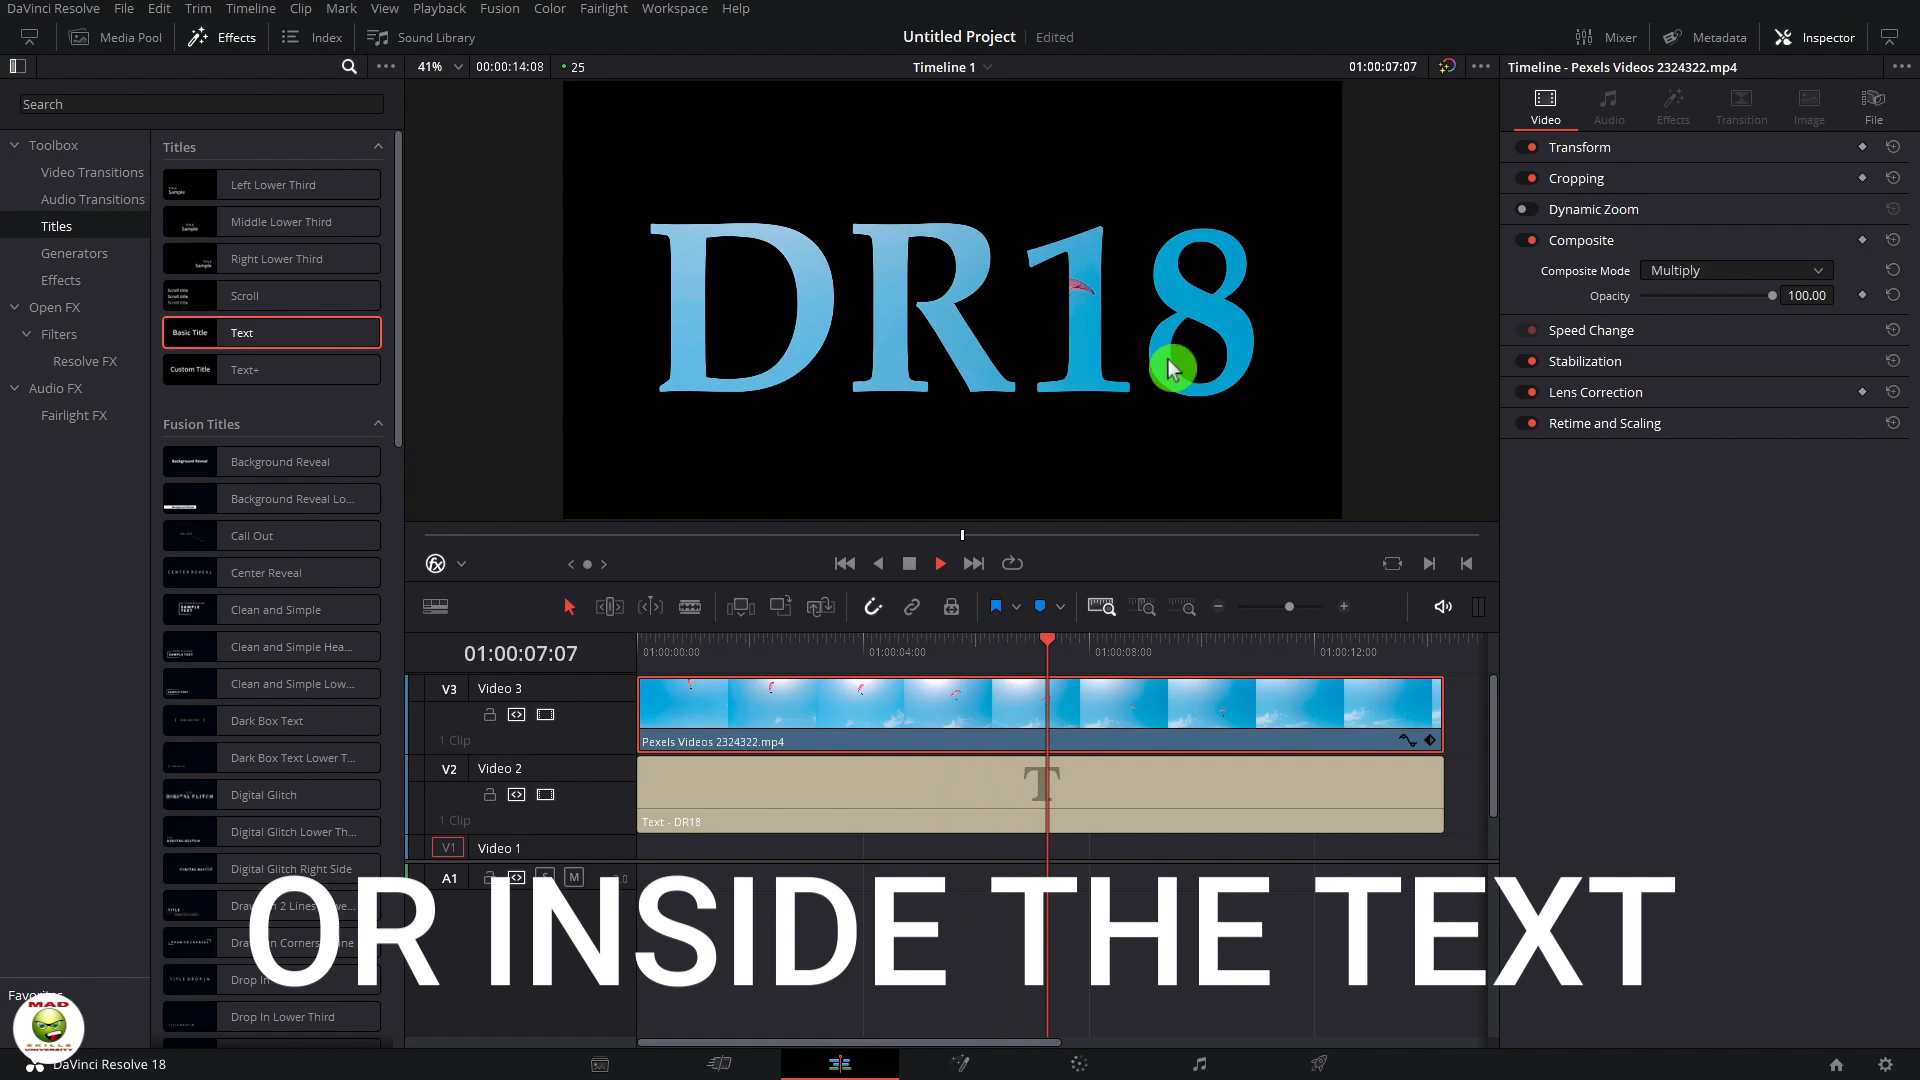 DaVinci Resolve File Edit Trim Timeline Clip Mark View Playback Fusion Color Fairlight Workspace Help
Media Pool Effects Index Sound Library Untitled Project Edited Mixer Metadata Inspector
41% 00:00:14:08 25 Timeline 1 01:00:07:07 Timeline - Pexels Videos 2324322.mp4
Search
Toolbox
Video Transitions
Audio Transitions
Titles
Generators
Effects
Open FX
Filters
Resolve FX
Audio FX
Fairlight FX
Favorites
Titles
Left Lower Third
Middle Lower Third
Right Lower Third
Scroll
Basic Title Text
Custom Title Text+
Fusion Titles
Background Reveal
Background Reveal Lo...
Call Out
Center Reveal
Clean and Simple
Clean and Simple Hea...
Clean and Simple Low...
Dark Box Text
Dark Box Text Lower T...
Digital Glitch
Digital Glitch Lower Th...
Digital Glitch Right Side
Drop In Lower Third
DR18
Video Audio Effects Transition Image File
Transform
Cropping
Dynamic Zoom
Composite
Composite Mode Multiply
Opacity 100.00
Speed Change
Stabilization
Lens Correction
Retime and Scaling
01:00:07:07 01:00:00:00 01:00:04:00 01:00:08:00 01:00:12:00
V3 Video 3
1 Clip
Pexels Videos 2324322.mp4
V2 Video 2
T
1 Clip
Text - DR18
V1 Video 1
A1 S M
OR INSIDE THE TEXT
MAD
SKILLS
UNIVERSITY
DaVinci Resolve 18